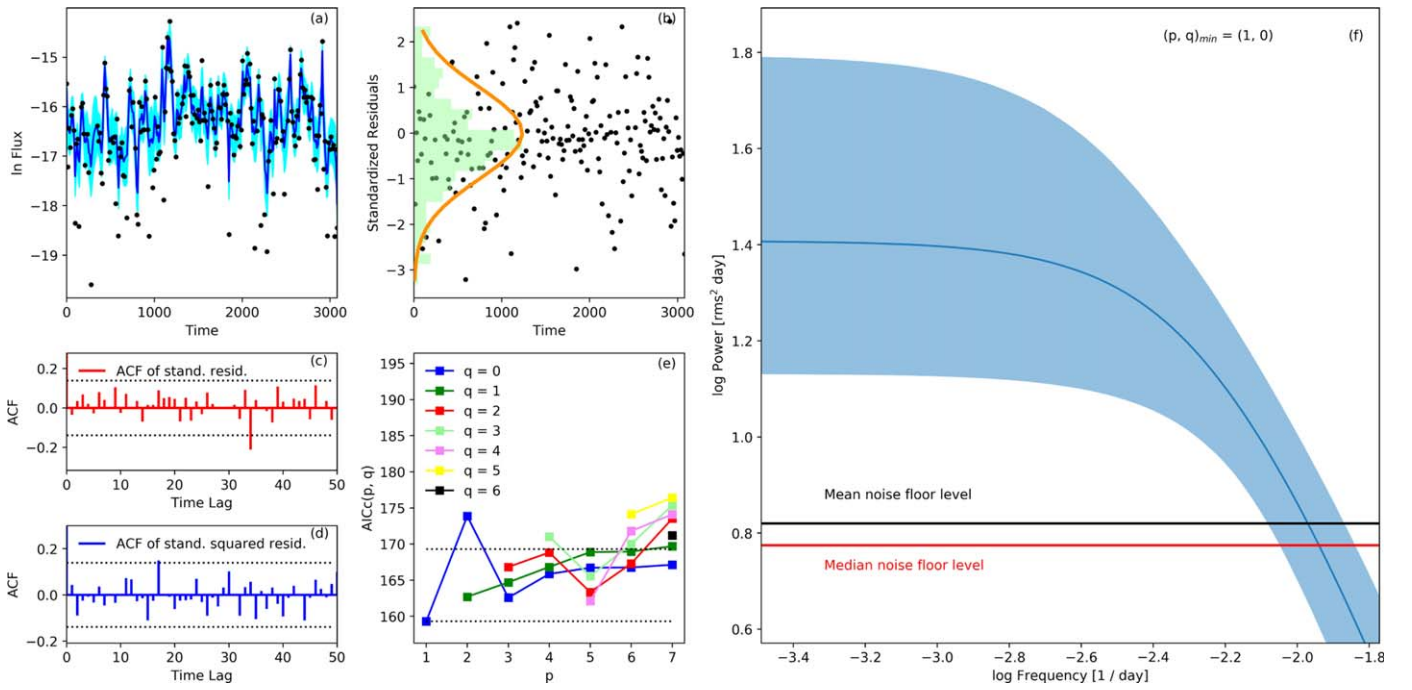 (a)
ln Flux
−15
−16
−17
−18
−19
0 1000 2000 3000
Time
(b)
Standardized Residuals
2
1
0
−1
−2
−3
0 1000 2000 3000
Time
(c)
ACF of stand. resid.
ACF
0.2
0.0
−0.2
0 10 20 30 40 50
Time Lag
(d)
ACF of stand. squared resid.
ACF
0.2
0.0
−0.2
0 10 20 30 40 50
Time Lag
(e)
AICc(p, q)
195
190
185
180
175
170
165
160
q = 0
q = 1
q = 2
q = 3
q = 4
q = 5
q = 6
1 2 3 4 5 6 7
p
(p, q)min = (1, 0)
(f)
log Power [rms² day]
1.8
1.6
1.4
1.2
1.0
0.8
0.6
Mean noise floor level
Median noise floor level
−3.4 −3.2 −3.0 −2.8 −2.6 −2.4 −2.2 −2.0 −1.8
log Frequency [1 / day]